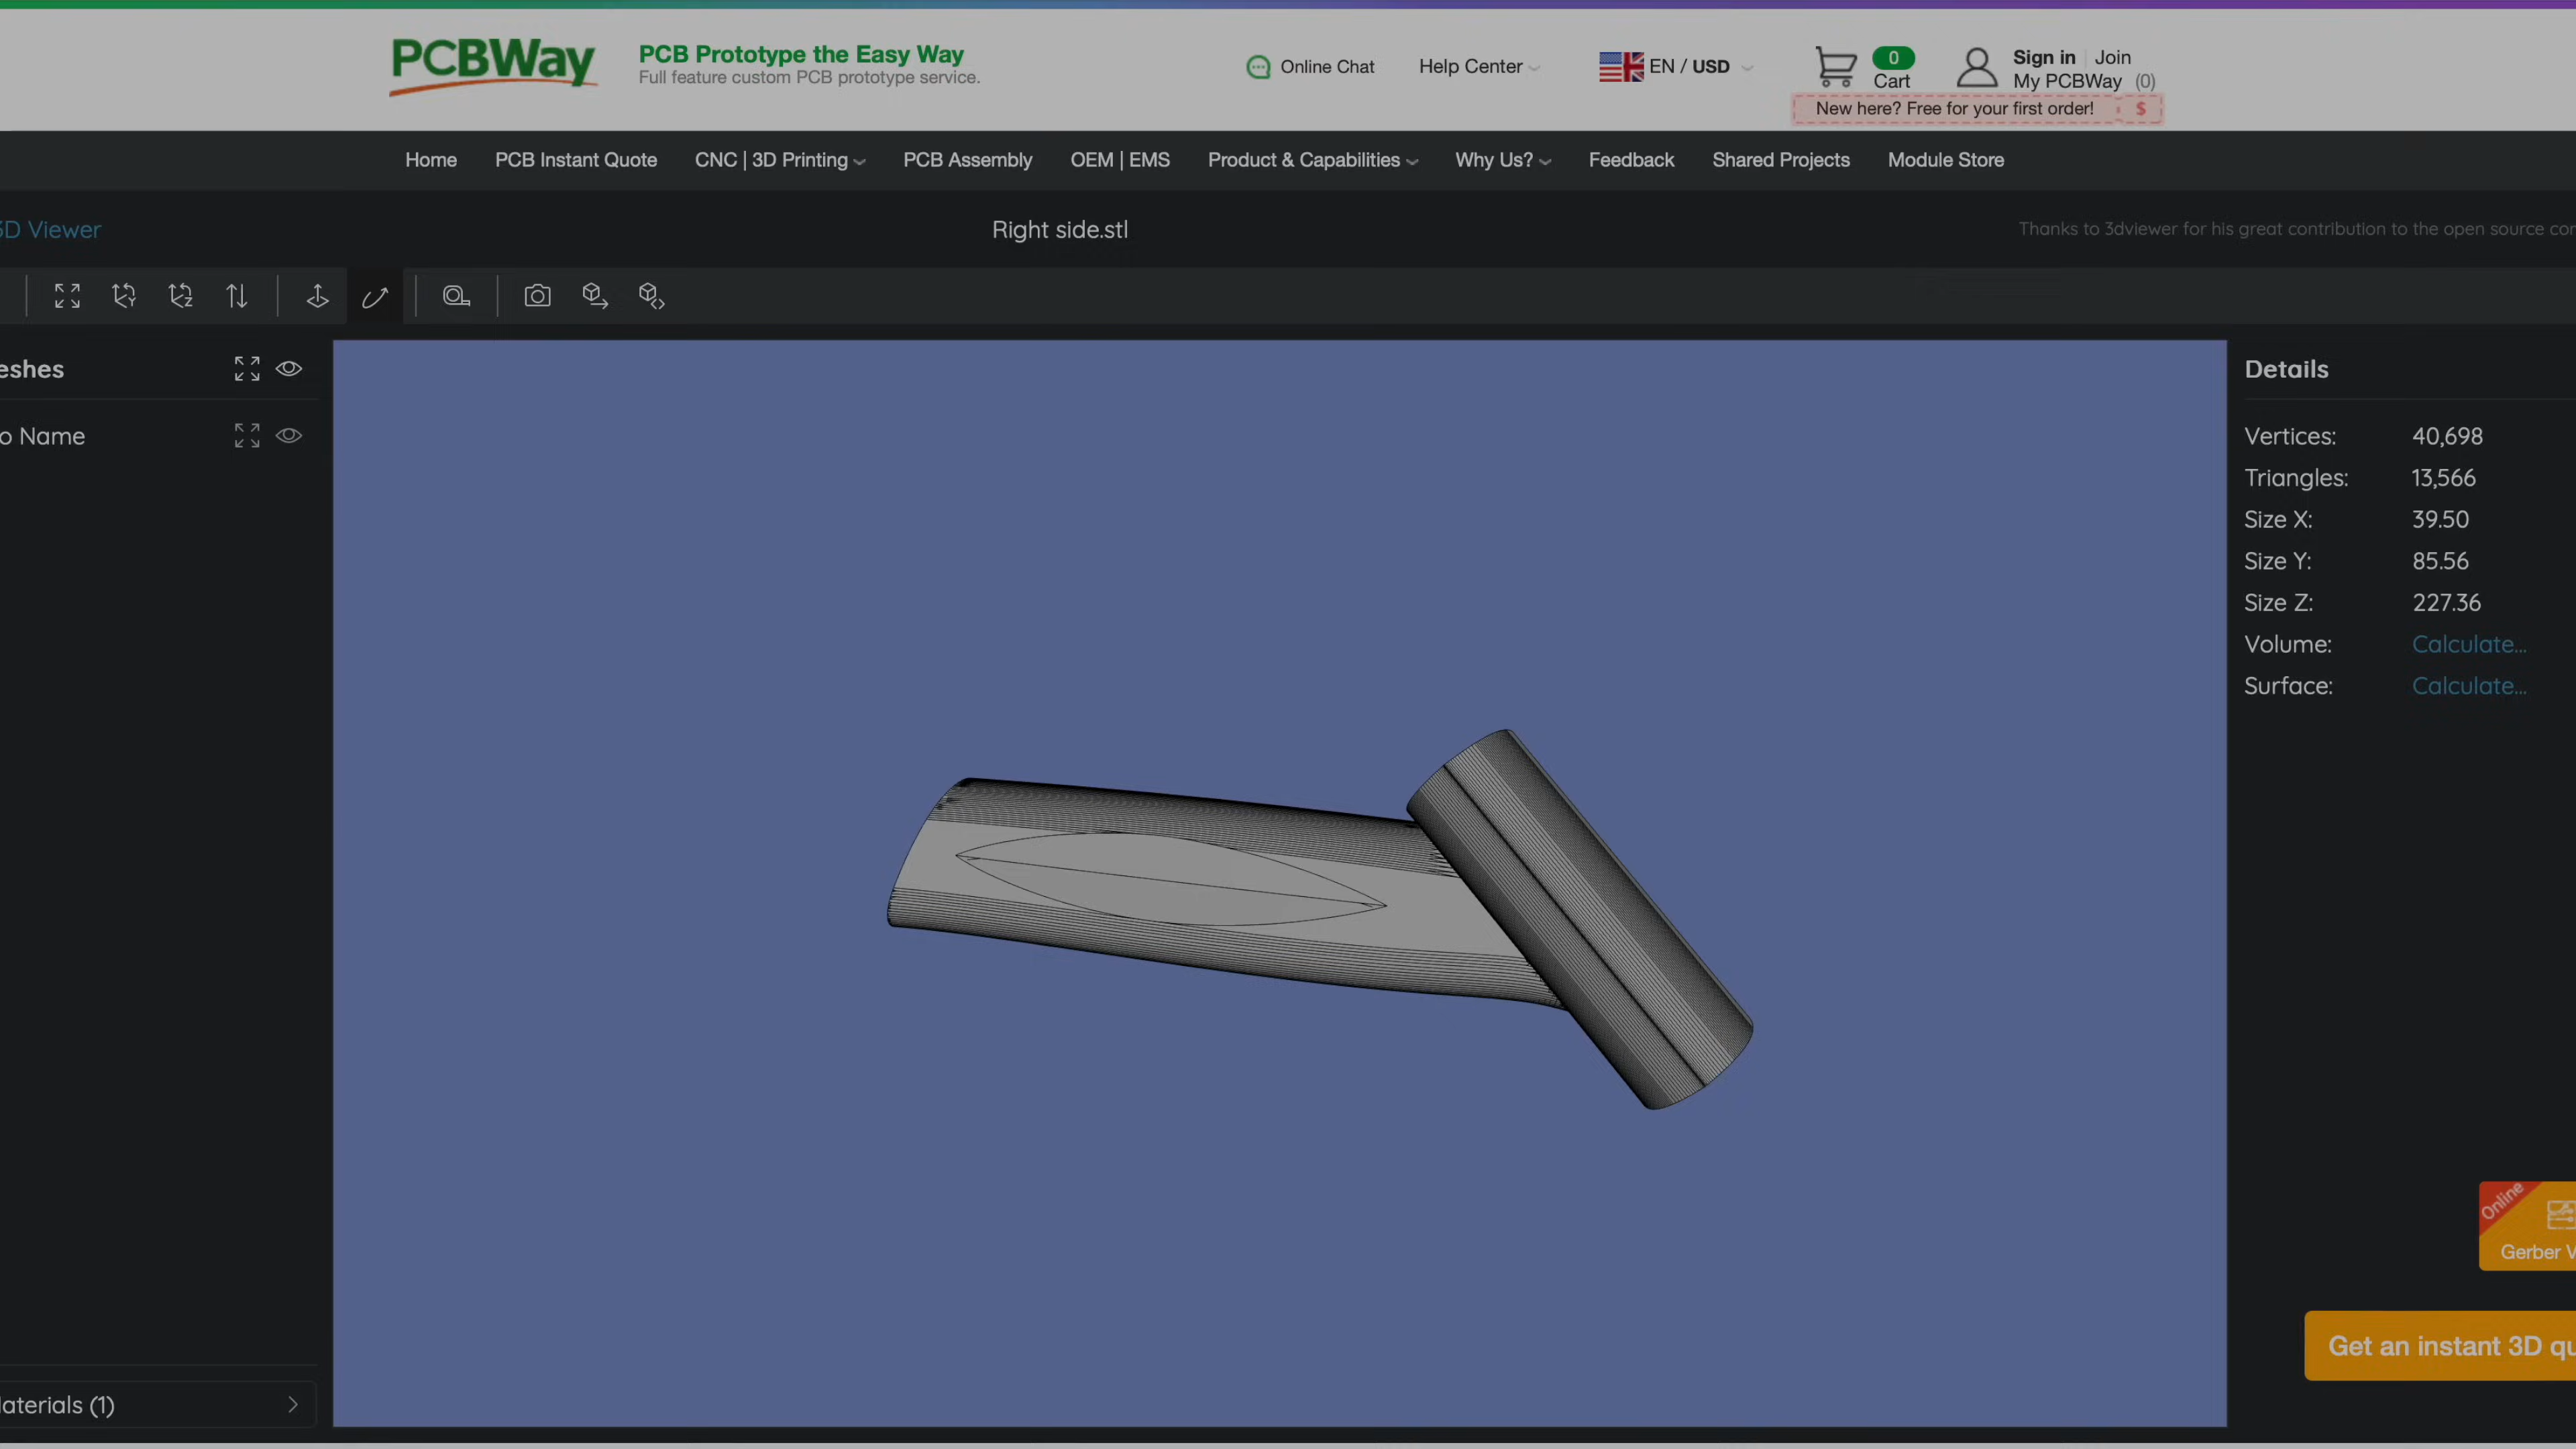 PCBWay
PCB Prototype the Easy Way
Full feature custom PCB prototype service.
Online Chat
Help Center
EN / USD
0
Cart
Sign in
Join
My PCBWay (0)
New here? Free for your first order! $
Home
PCB Instant Quote
CNC | 3D Printing
PCB Assembly
OEM | EMS
Product & Capabilities
Why Us?
Feedback
Shared Projects
Module Store
3D Viewer
Right side.stl
Thanks to 3dviewer for his great contribution to the open source com
eshes
o Name
Details
Vertices: 40,698
Triangles: 13,566
Size X: 39.50
Size Y: 85.56
Size Z: 227.36
Volume: Calculate...
Surface: Calculate...
Online
Gerber V
Get an instant 3D qu
aterials (1)